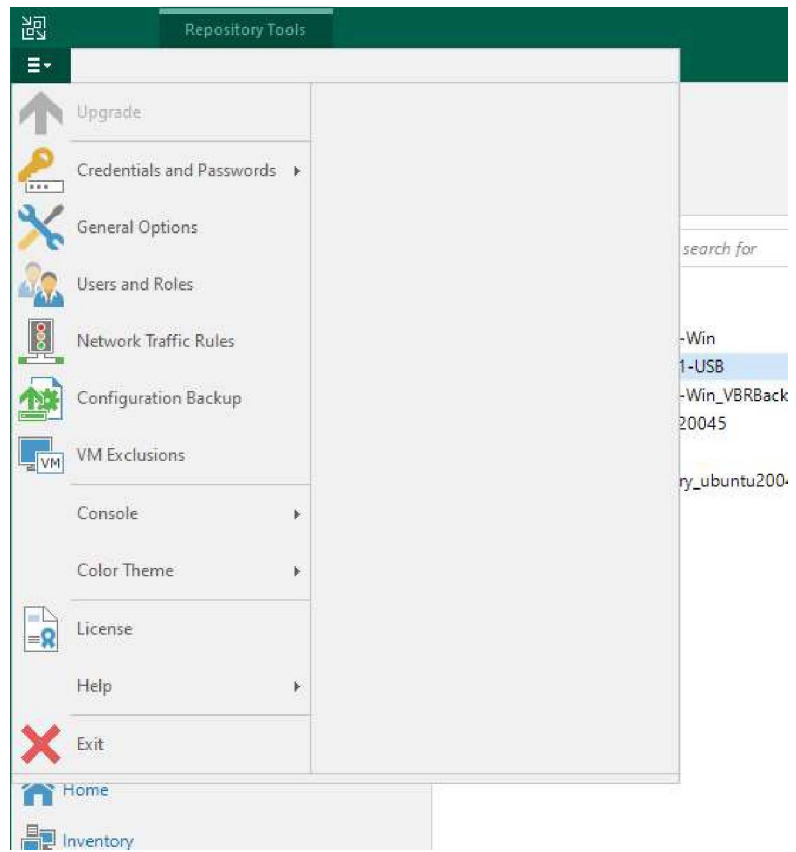 Repository Tools
Upgrade
Credentials and Passwords
General Options
search for
Users and Roles
Network Traffic Rules
-Win
1-USB
Configuration Backup
-Win_VBRBack
20045
VM Exclusions
VM
ry_ubuntu200
Console
Color Theme
License
Help
Exit
Home
Inventory